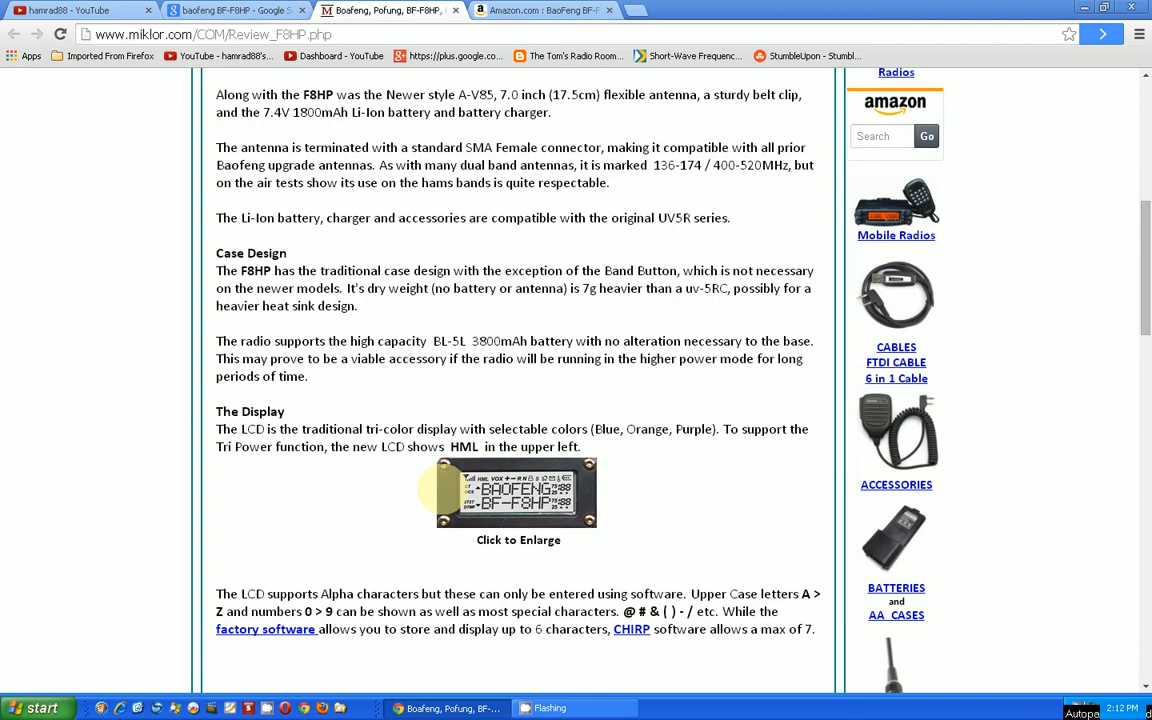 hamrad88 - YouTube
baofeng BF-F8HP - Google S
Boafeng, Pofung, BF-F8HP,
Amazon.com : BaoFeng BF-F
www.miklor.com/COM/Review_F8HP.php
Apps
Imported From Firefox
YouTube - hamrad88's...
Dashboard - YouTube
https://plus.google.co...
The Tom's Radio Room...
Short-Wave Frequenc...
StumbleUpon - Stumbl...
Along with the F8HP was the Newer style A-V85, 7.0 inch (17.5cm) flexible antenna, a sturdy belt clip,
and the 7.4V 1800mAh Li-Ion battery and battery charger.
The antenna is terminated with a standard SMA Female connector, making it compatible with all prior
Baofeng upgrade antennas. As with many dual band antennas, it is marked 136-174 / 400-520MHz, but
on the air tests show its use on the hams bands is quite respectable.
The Li-Ion battery, charger and accessories are compatible with the original UV5R series.
Case Design
The F8HP has the traditional case design with the exception of the Band Button, which is not necessary
on the newer models. It's dry weight (no battery or antenna) is 7g heavier than a uv-5RC, possibly for a
heavier heat sink design.
The radio supports the high capacity BL-5L 3800mAh battery with no alteration necessary to the base.
This may prove to be a viable accessory if the radio will be running in the higher power mode for long
periods of time.
The Display
The LCD is the traditional tri-color display with selectable colors (Blue, Orange, Purple). To support the
Tri Power function, the new LCD shows HML in the upper left.
HML VOX
BAOFENG
BF-F8HP
Click to Enlarge
The LCD supports Alpha characters but these can only be entered using software. Upper Case letters A >
Z and numbers 0 > 9 can be shown as well as most special characters. @ # & ( ) - / etc. While the
factory software allows you to store and display up to 6 characters, CHIRP software allows a max of 7.
Radios
amazon
Search
Go
Mobile Radios
CABLES
FTDI CABLE
6 in 1 Cable
ACCESSORIES
BATTERIES
and
AA CASES
start
Boafeng, Pofung, BF-...
Flashing
2:12 PM
Autopa